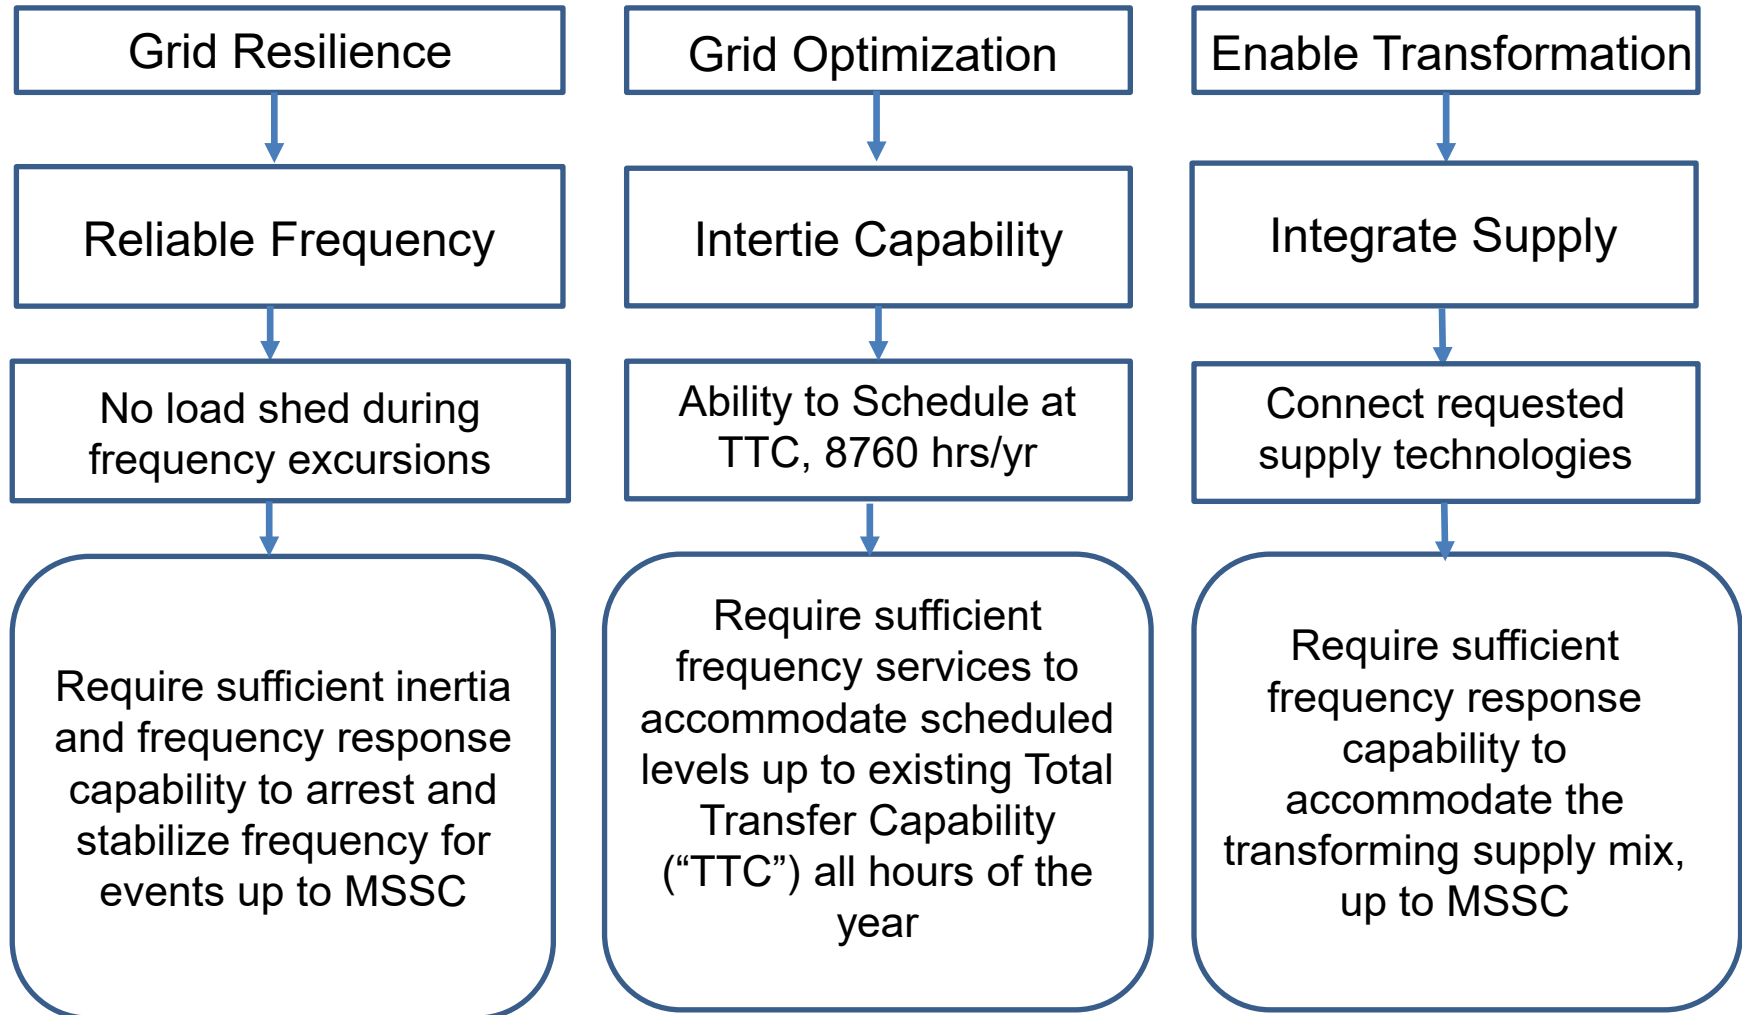 Grid Resilience
Reliable Frequency
No load shed during
frequency excursions
Require sufficient inertia
and frequency response
capability to arrest and
stabilize frequency for
events up to MSSC
Grid Optimization
Intertie Capability
Ability to Schedule at
TTC, 8760 hrs/yr
Require sufficient
frequency services to
accommodate scheduled
levels up to existing Total
Transfer Capability
(“TTC”) all hours of the
year
Enable Transformation
Integrate Supply
Connect requested
supply technologies
Require sufficient
frequency response
capability to
accommodate the
transforming supply mix,
up to MSSC